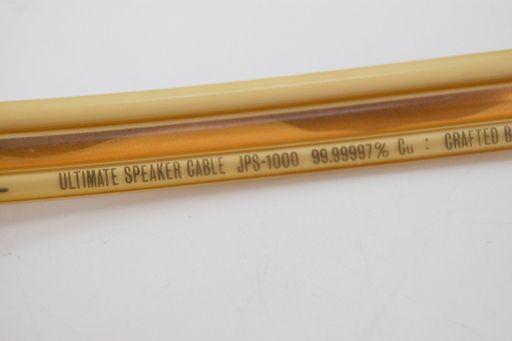 ULTIMATE SPEAKER CABLE JPS-1000 99.99997% Cu : CRAFTED B